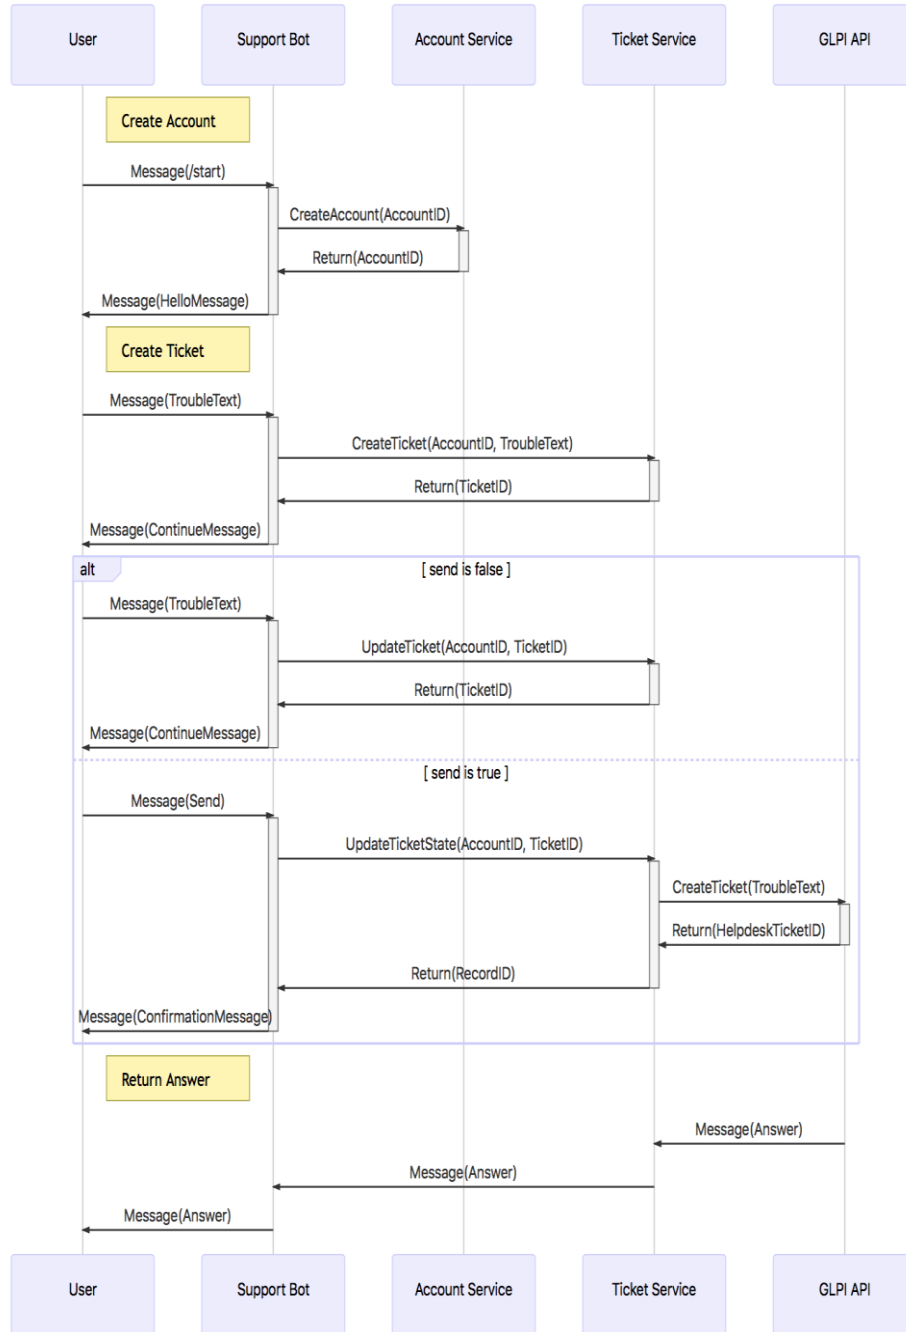 User
Support Bot
Account Service
Ticket Service
GLPI API
Create Account
Message(/start)
CreateAccount(AccountID)
Return(AccountID)
Message(HelloMessage)
Create Ticket
Message(TroubleText)
CreateTicket(AccountID, TroubleText)
Return(TicketID)
Message(ContinueMessage)
alt
[ send is false ]
Message(TroubleText)
UpdateTicket(AccountID, TicketID)
Return(TicketID)
Message(ContinueMessage)
[ send is true ]
Message(Send)
UpdateTicketState(AccountID, TicketID)
CreateTicket(TroubleText)
Return(HelpdeskTicketID)
Return(RecordID)
Message(ConfirmationMessage)
Return Answer
Message(Answer)
Message(Answer)
Message(Answer)
User
Support Bot
Account Service
Ticket Service
GLPI API